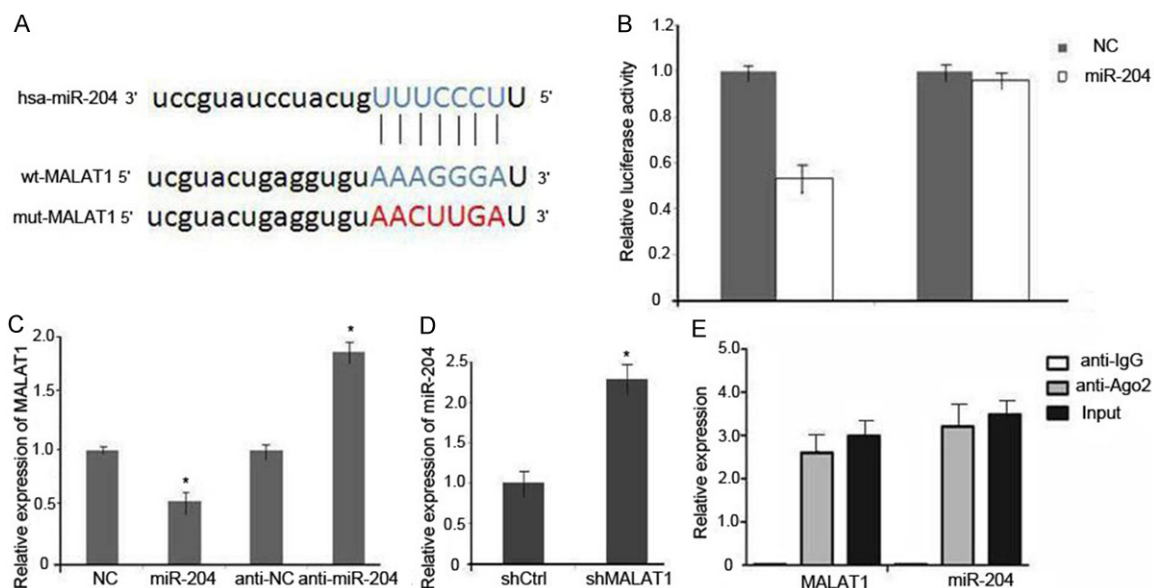 A
hsa-miR-204 3' uccguauccuacugUUUCCCUU 5'
wt-MALAT1 5' ucguacugagguguAAAGGGAU 3'
mut-MALAT1 5' ucguacugagguguAACUUGAU 3'
B
Relative luciferase activity
1.2
1.0
0.8
0.6
0.4
0.2
0
NC
miR-204
C
Relative expression of MALAT1
2.0
1.5
1.0
0.5
0
*
*
NC miR-204 anti-NC anti-miR-204
D
Relative expression of miR-204
2.5
2.0
1.5
1.0
0.5
0
*
shCtrl shMALAT1
E
Relative expression
5.0
4.0
3.0
2.0
1.0
0
anti-IgG
anti-Ago2
Input
MALAT1 miR-204